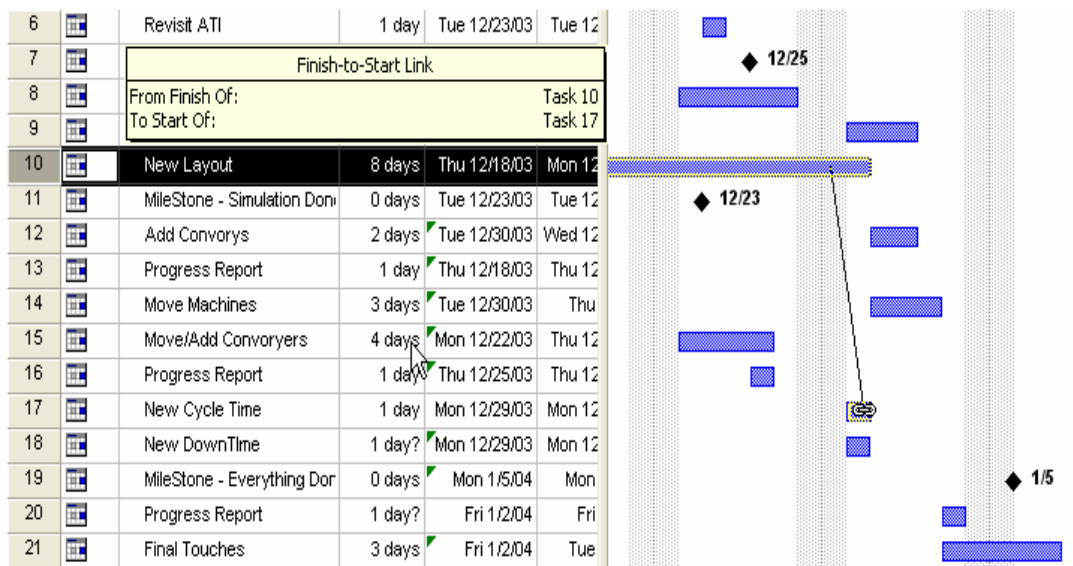 6 Revisit ATI 1 day Tue 12/23/03 Tue 12
7 12/25
Finish-to-Start Link
8 From Finish Of: Task 10
9 To Start Of: Task 17
10 New Layout 8 days Thu 12/18/03 Mon 12
11 MileStone - Simulation Don 0 days Tue 12/23/03 Tue 12 12/23
12 Add Convorys 2 days Tue 12/30/03 Wed 12
13 Progress Report 1 day Thu 12/18/03 Thu 12
14 Move Machines 3 days Tue 12/30/03 Thu
15 Move/Add Convoryers 4 days Mon 12/22/03 Thu 12
16 Progress Report 1 day Thu 12/25/03 Thu 12
17 New Cycle Time 1 day Mon 12/29/03 Mon 12
18 New DownTIme 1 day? Mon 12/29/03 Mon 12
19 MileStone - Everything Dor 0 days Mon 1/5/04 Mon 1/5
20 Progress Report 1 day? Fri 1/2/04 Fri
21 Final Touches 3 days Fri 1/2/04 Tue